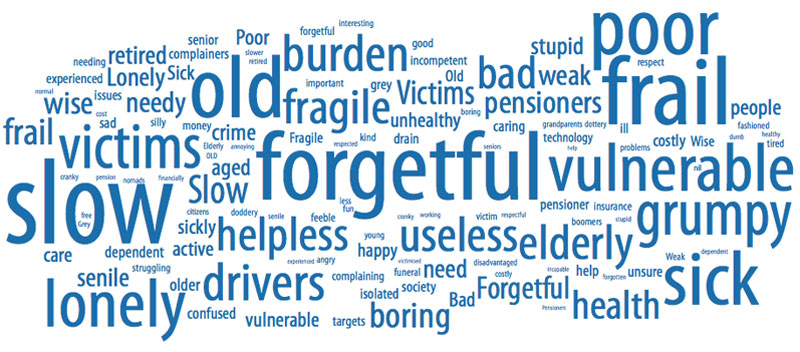 forgetful interesting poor
senior Poor burden good stupid
needing retired complainers slower retired incompetent respect
experienced Lonely Sick old important grey Old bad weak frail
normal wise issues needy fragile Victims pensioners people
cost sad silly money crime unhealthy boring caring grandparents dottery ill fashioned
frail victims Elderly annoying Fragile respected kind drain technology costly Wise dumb healthy tired
OLD aged forgetful seniors help problems vulnerable
cranky pension nomads financially Slow less fun nill
slow free Grey citizens doddery senile feeble young cranky working victim respectful pensioner insurance grumpy
sickly helpless useless elderly boomers stupid
care dependent active happy Weak dependent
struggling experienced angry victimised disadvantaged incapable
senile older drivers complaining funeral need costly help forgotten unsure sick
lonely isolated society Forgetful health
confused vulnerable targets boring Bad Pensioners